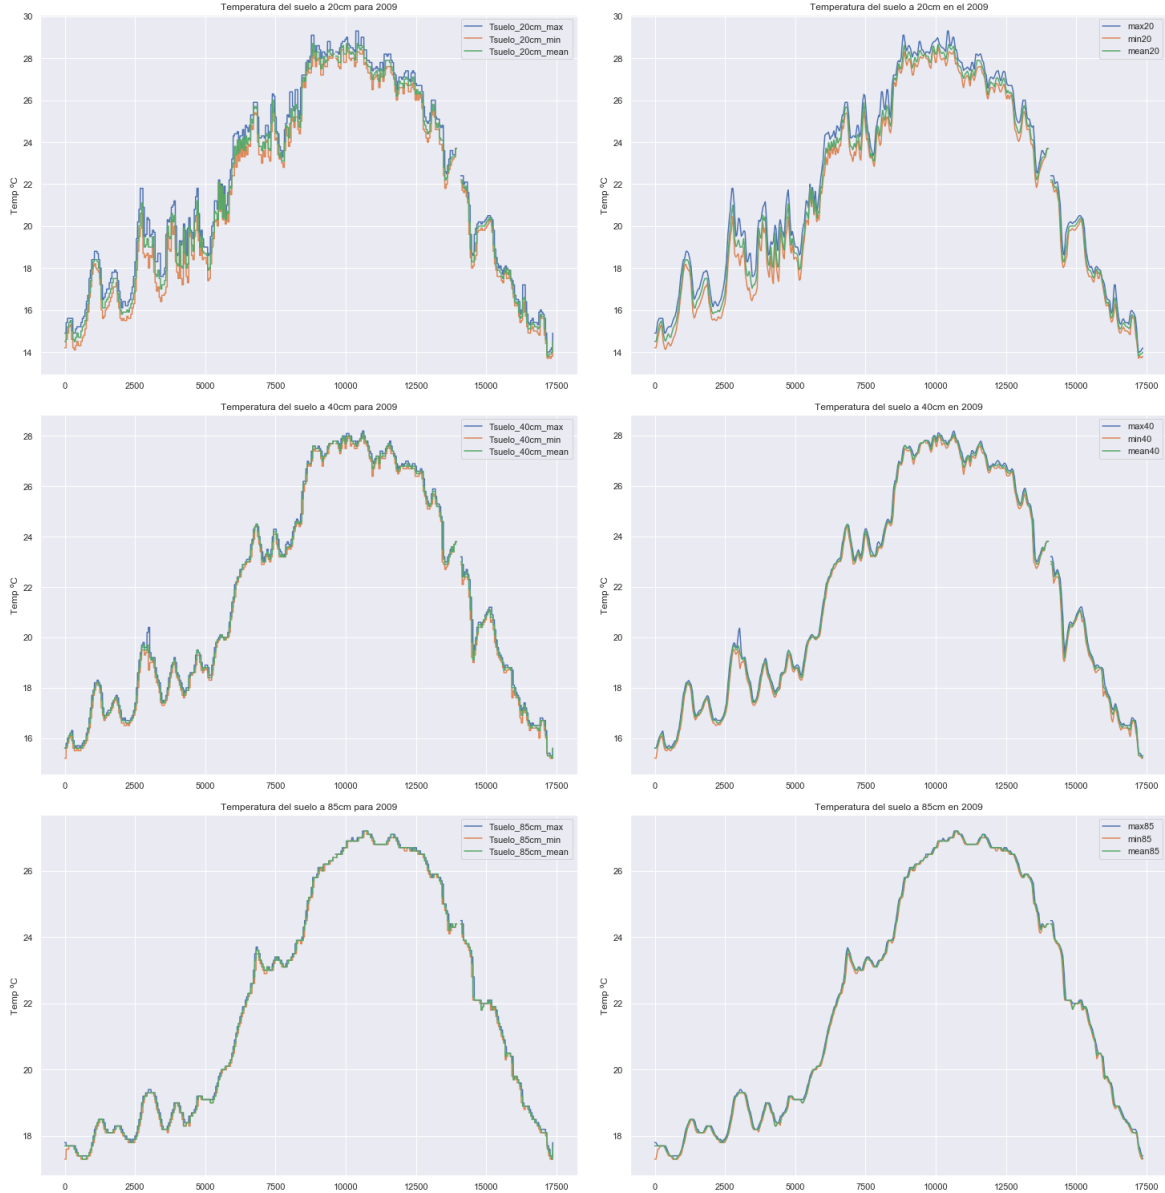 Temperatura del suelo a 20cm para 2009
Temp ºC
30
28
26
24
22
20
18
16
14
0 2500 5000 7500 10000 12500 15000 17500
Tsuelo_20cm_max
Tsuelo_20cm_min
Tsuelo_20cm_mean
Temperatura del suelo a 20cm en el 2009
Temp ºC
30
28
26
24
22
20
18
16
14
0 2500 5000 7500 10000 12500 15000 17500
max20
min20
mean20
Temperatura del suelo a 40cm para 2009
Temp ºC
28
26
24
22
20
18
16
0 2500 5000 7500 10000 12500 15000 17500
Tsuelo_40cm_max
Tsuelo_40cm_min
Tsuelo_40cm_mean
Temperatura del suelo a 40cm en 2009
Temp ºC
28
26
24
22
20
18
16
0 2500 5000 7500 10000 12500 15000 17500
max40
min40
mean40
Temperatura del suelo a 85cm para 2009
Temp ºC
26
24
22
20
18
0 2500 5000 7500 10000 12500 15000 17500
Tsuelo_85cm_max
Tsuelo_85cm_min
Tsuelo_85cm_mean
Temperatura del suelo a 85cm en 2009
Temp ºC
26
24
22
20
18
0 2500 5000 7500 10000 12500 15000 17500
max85
min85
mean85